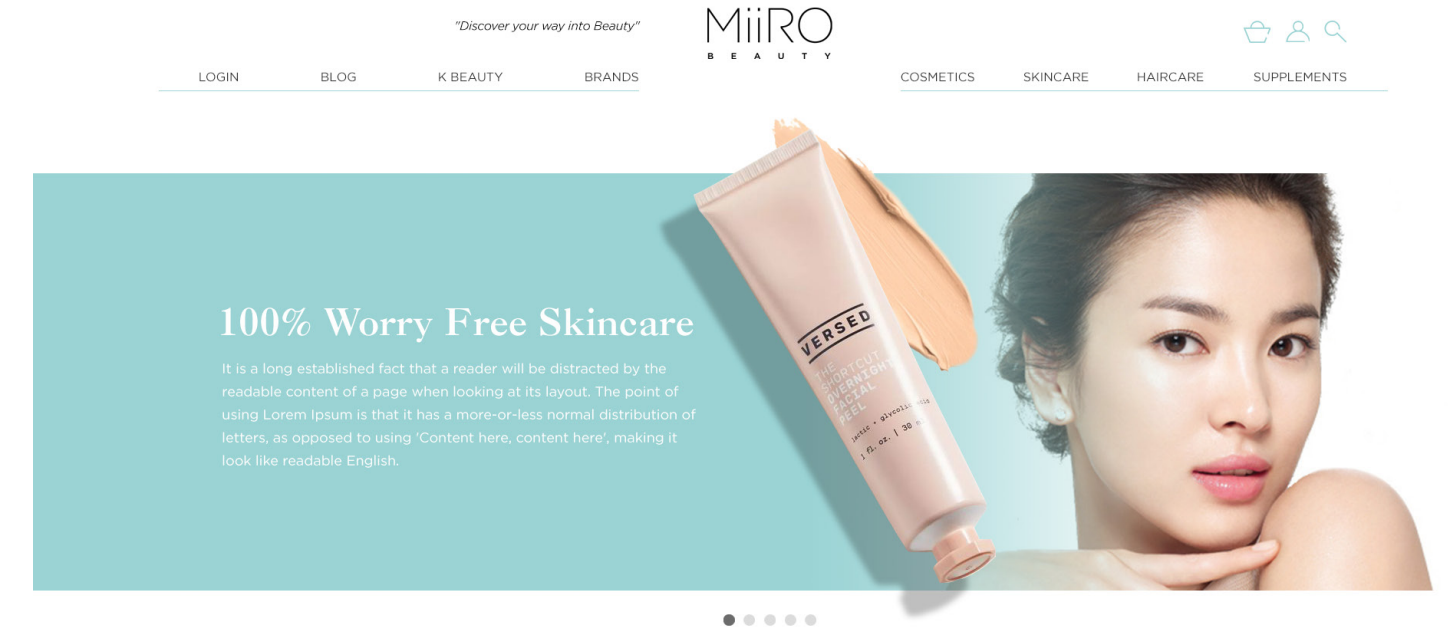 "Discover your way into Beauty"
MiiRO
BEAUTY
LOGIN BLOG K BEAUTY BRANDS COSMETICS SKINCARE HAIRCARE SUPPLEMENTS
100% Worry Free Skincare
It is a long established fact that a reader will be distracted by the
readable content of a page when looking at its layout. The point of
using Lorem Ipsum is that it has a more-or-less normal distribution of
letters, as opposed to using 'Content here, content here', making it
look like readable English.
VERSED
THE
SHORTCUT
OVERNIGHT
FACIAL
PEEL
lactic + glycolic
1 fl. oz. | 30